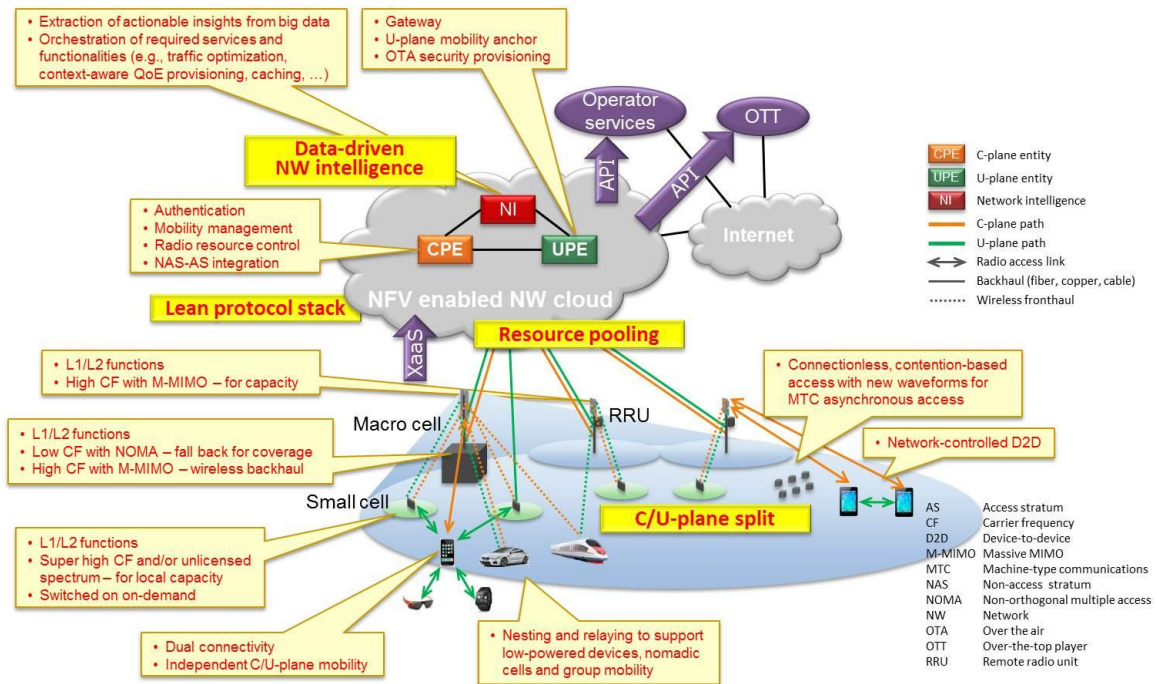 • Extraction of actionable insights from big data
• Orchestration of required services and
functionalities (e.g., traffic optimization,
context-aware QoE provisioning, caching, …)
• Gateway
• U-plane mobility anchor
• OTA security provisioning
Operator
services
OTT
API
API
Data-driven
NW intelligence
NI
CPE
UPE
Internet
NFV enabled NW cloud
• Authentication
• Mobility management
• Radio resource control
• NAS-AS integration
Lean protocol stack
XaaS
Resource pooling
CPE C-plane entity
UPE U-plane entity
NI Network intelligence
C-plane path
U-plane path
Radio access link
Backhaul (fiber, copper, cable)
Wireless fronthaul
• L1/L2 functions
• High CF with M-MIMO – for capacity
• Connectionless, contention-based
access with new waveforms for
MTC asynchronous access
Macro cell
RRU
• L1/L2 functions
• Low CF with NOMA – fall back for coverage
• High CF with M-MIMO – wireless backhaul
• Network-controlled D2D
Small cell
C/U-plane split
• L1/L2 functions
• Super high CF and/or unlicensed
spectrum – for local capacity
• Switched on on-demand
• Dual connectivity
• Independent C/U-plane mobility
• Nesting and relaying to support
low-powered devices, nomadic
cells and group mobility
AS Access stratum
CF Carrier frequency
D2D Device-to-device
M-MIMO Massive MIMO
MTC Machine-type communications
NAS Non-access stratum
NOMA Non-orthogonal multiple access
NW Network
OTA Over the air
OTT Over-the-top player
RRU Remote radio unit